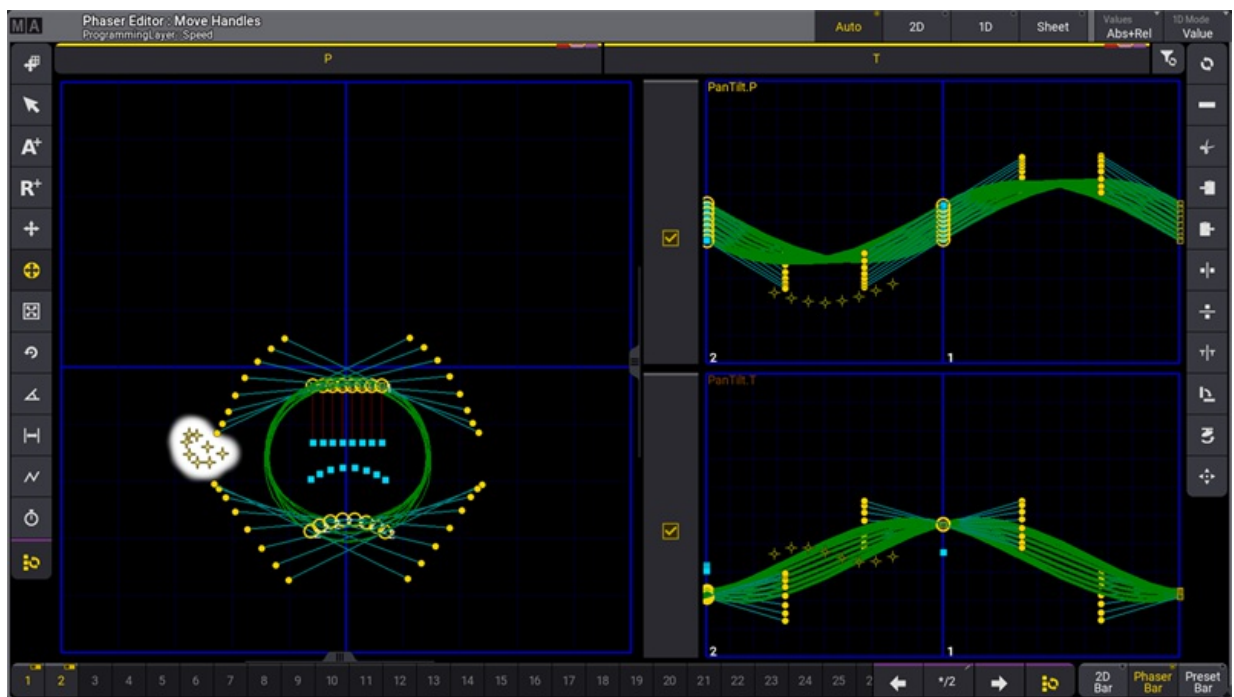 MA
Phaser Editor : Move Handles
ProgrammingLayer: Speed
Auto
2D
1D
Sheet
Values
Abs+Rel
1D Mode
Value
P
T
A+
R+
PanTilt.P
2
1
PanTilt.T
2
1
T|T
1 2 3 4 5 6 7 8 9 10 11 12 13 14 15 16 17 18 19 20 21 22 23 24 25 2
*/2
2D Bar
Phaser Bar
Preset Bar